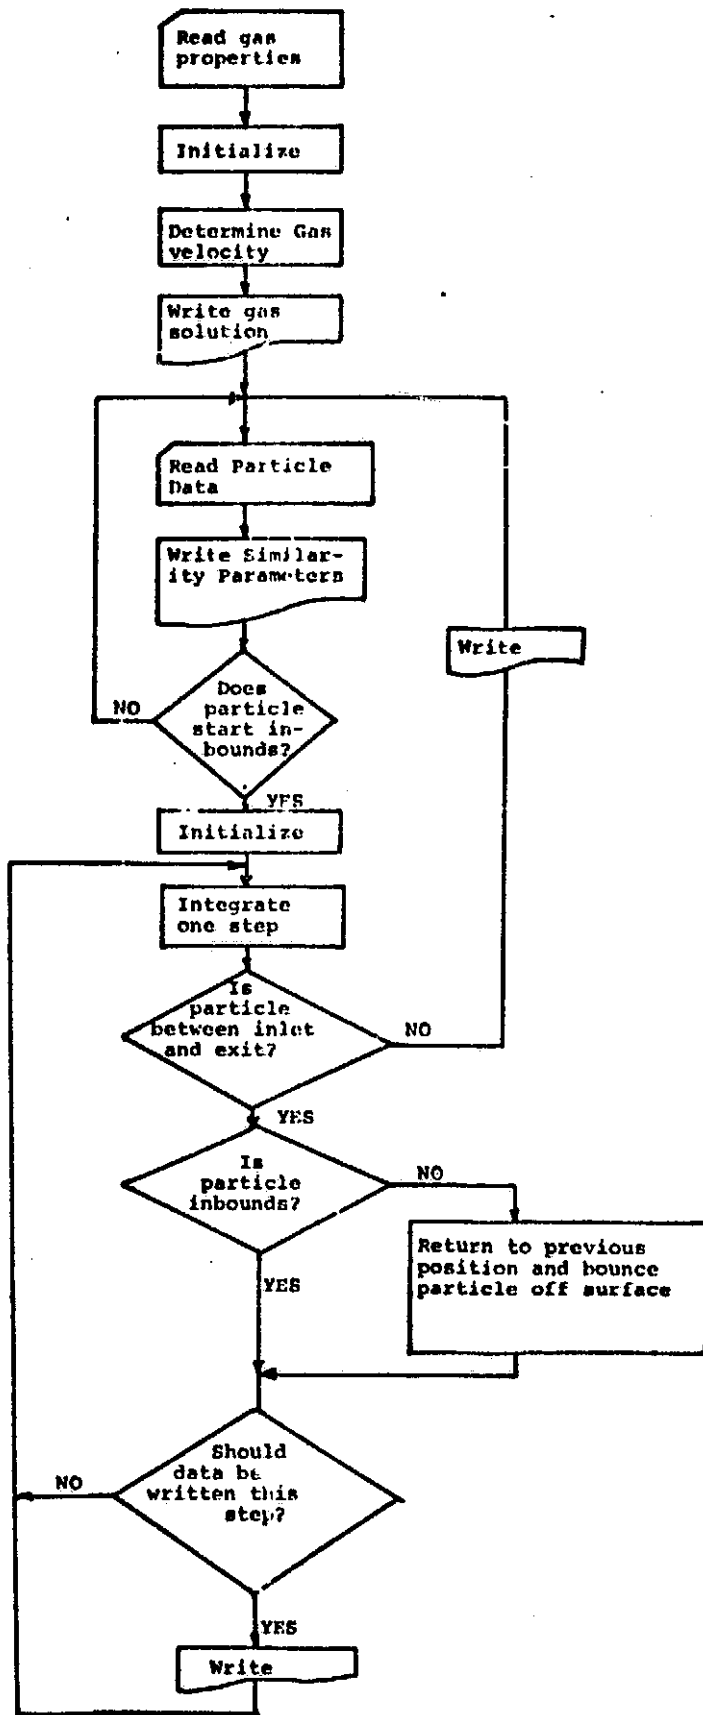 Read gas
properties
Initialize
Determine Gas
velocity
Write gas
solution
Read Particle
Data
Write Similar-
ity Parameters
Write
Does
particle
start in-
bounds?
NO
YES
Initialize
Integrate
one step
Is
particle
between inlet
and exit?
NO
YES
Is
particle
inbounds?
NO
Return to previous
position and bounce
particle off surface
YES
Should
data be
written this
step?
NO
YES
Write